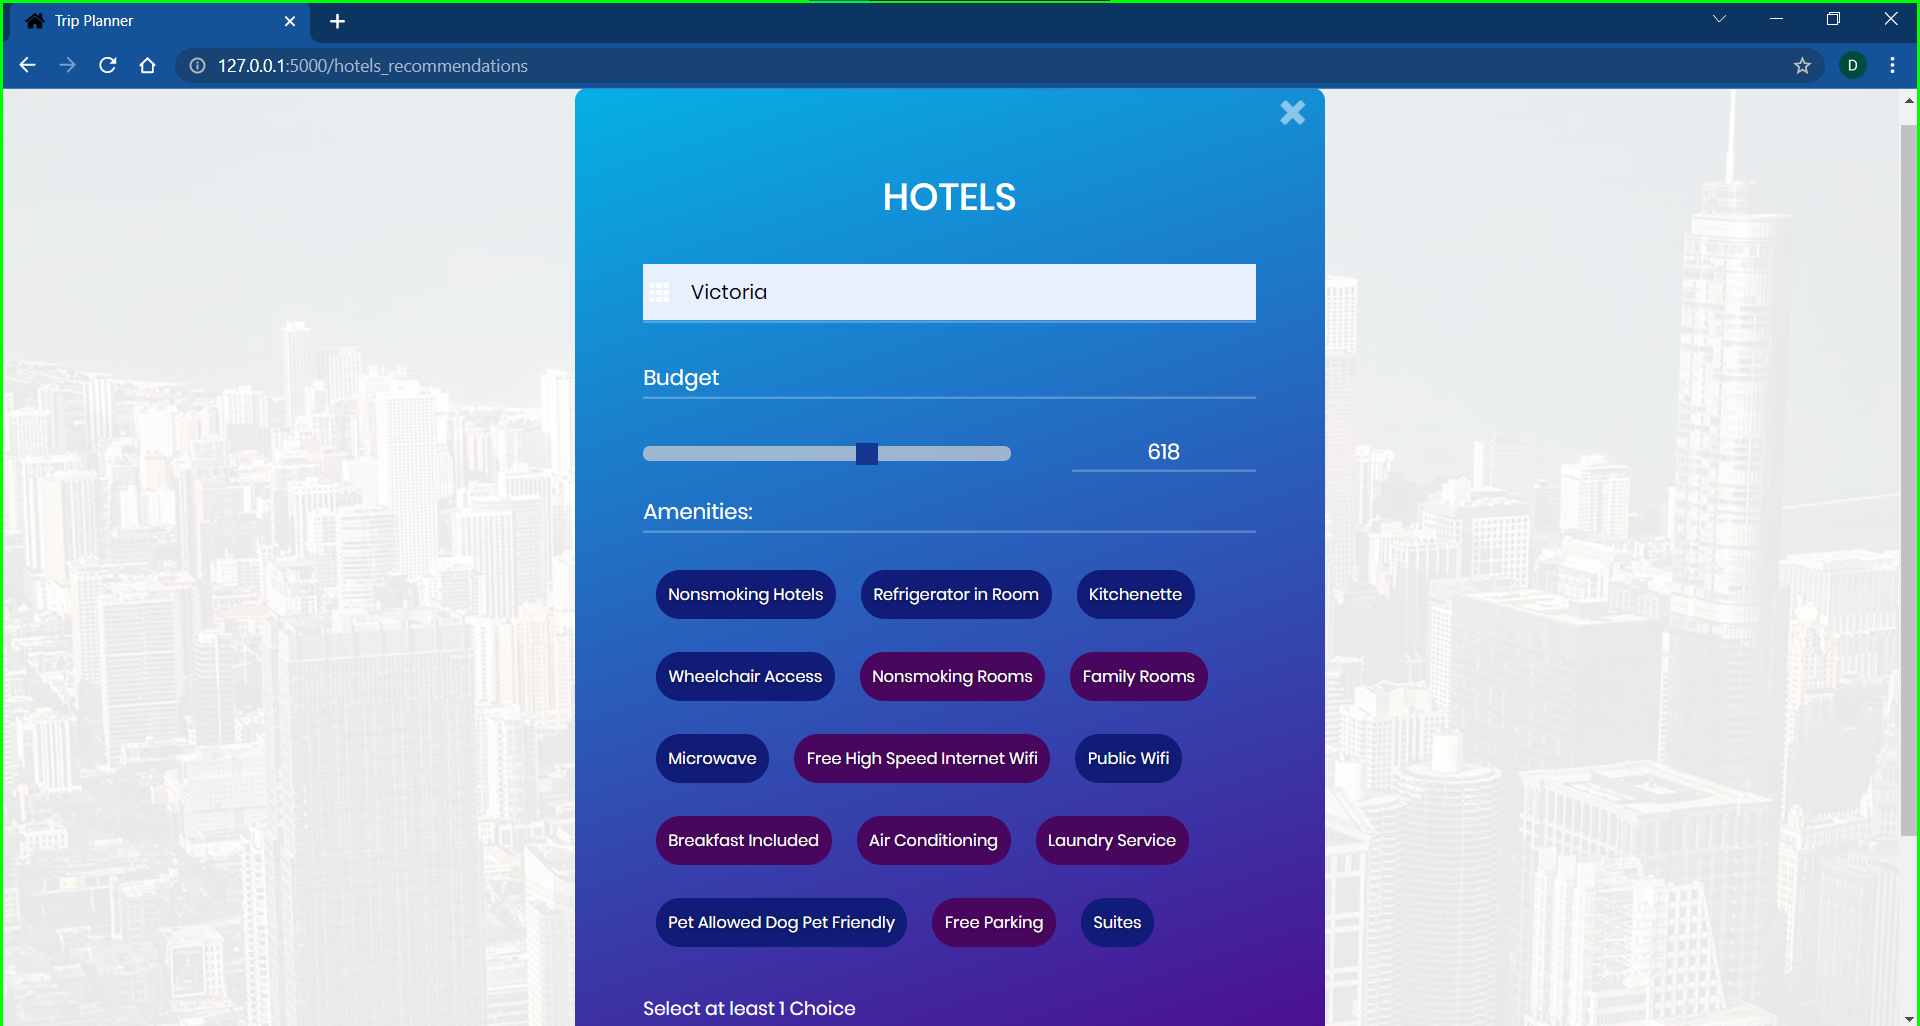 Trip Planner
127.0.0.1:5000/hotels_recommendations
D
HOTELS
Victoria
Budget
618
Amenities:
Nonsmoking Hotels Refrigerator in Room Kitchenette
Wheelchair Access Nonsmoking Rooms Family Rooms
Microwave Free High Speed Internet Wifi Public Wifi
Breakfast Included Air Conditioning Laundry Service
Pet Allowed Dog Pet Friendly Free Parking Suites
Select at least 1 Choice